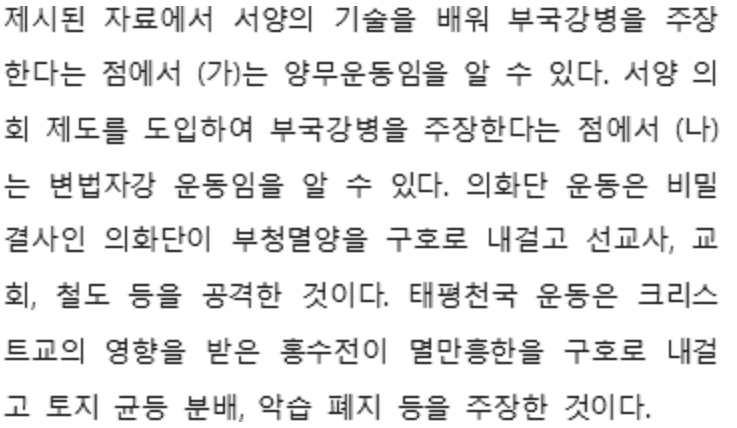 제시된 자료에서 서양의 기술을 배워 부국강병을 주장
한다는 점에서 (가)는 양무운동임을 알 수 있다. 서양 의
회 제도를 도입하여 부국강병을 주장한다는 점에서 (나)
는 변법자강 운동임을 알 수 있다. 의화단 운동은 비밀
결사인 의화단이 부청멸양을 구호로 내걸고 선교사, 교
회, 철도 등을 공격한 것이다. 태평천국 운동은 크리스
트교의 영향을 받은 홍수전이 멸만흥한을 구호로 내걸
고 토지 균등 분배, 악습 폐지 등을 주장한 것이다.